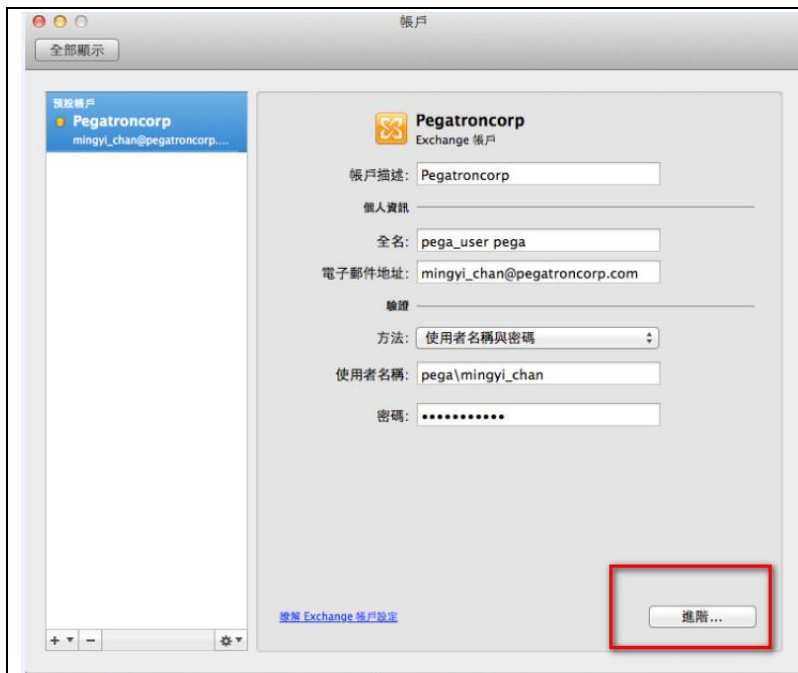 帳戶
全部顯示
預設帳戶
Pegatroncorp
mingyi_chan@pegatroncorp....
Pegatroncorp
Exchange 帳戶
帳戶描述: Pegatroncorp
個人資訊
全名: pega_user pega
電子郵件地址: mingyi_chan@pegatroncorp.com
驗證
方法: 使用者名稱與密碼
使用者名稱: pega\mingyi_chan
密碼: •••••••••••
瞭解 Exchange 帳戶設定
進階...